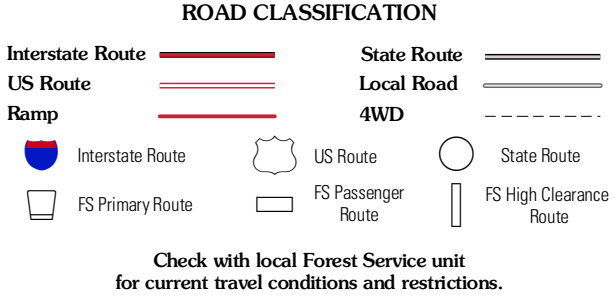 ROAD CLASSIFICATION
Interstate Route
State Route
US Route
Local Road
Ramp
4WD
Interstate Route
US Route
State Route
FS Primary Route
FS Passenger
Route
FS High Clearance
Route
Check with local Forest Service unit
for current travel conditions and restrictions.